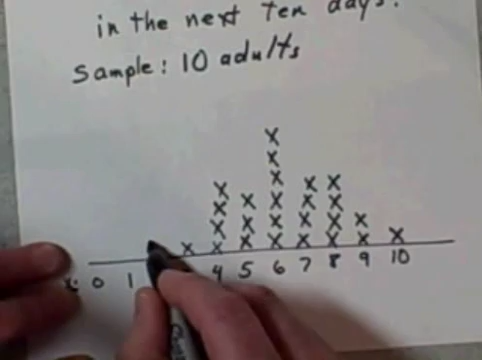 in the next Ten days.
Sample: 10 adults
x
x
x
x x x x
x x x x x
x x x x x x
x x x x x x x x
x: 0 1 4 5 6 7 8 9 10